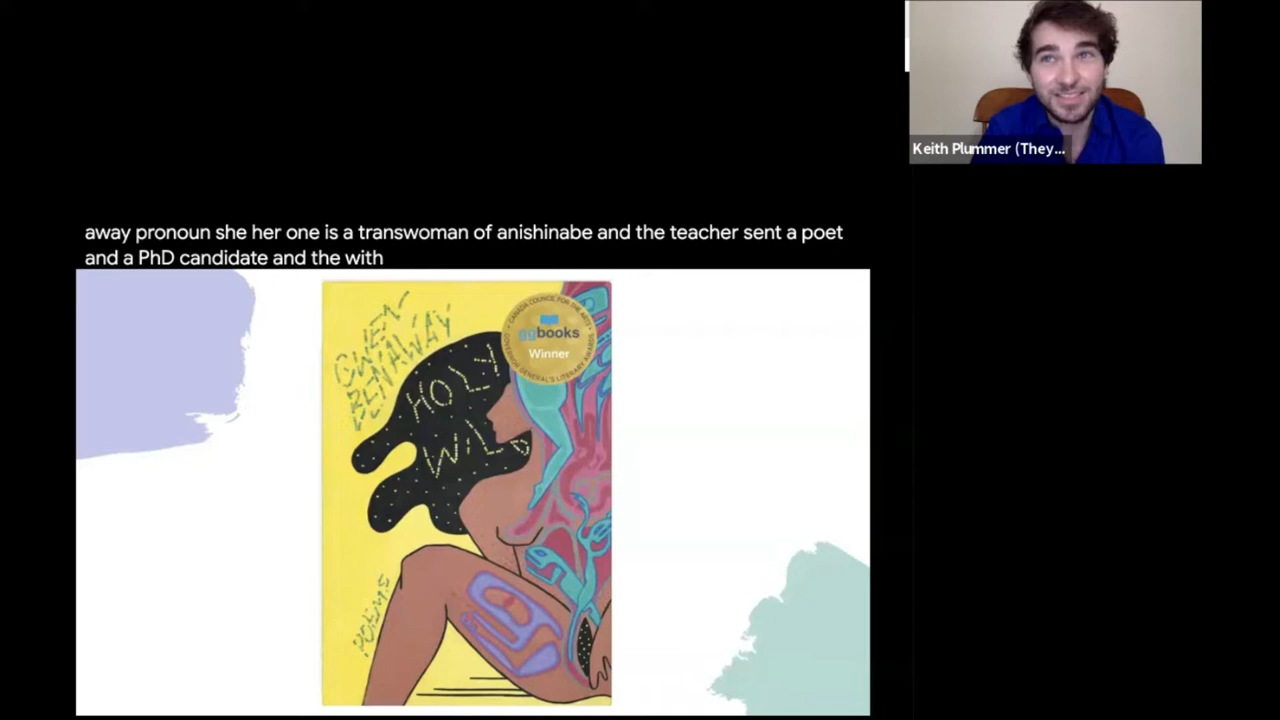 Keith Plummer (They...
away pronoun she her one is a transwoman of anishinabe and the teacher sent a poet
and a PhD candidate and the with
GWEN
BENAWAY
HOLY
WILD
POEMS
CANADA COUNCIL FOR THE ARTS
ggbooks
Winner
GOVERNOR GENERAL'S LITERARY AWARDS